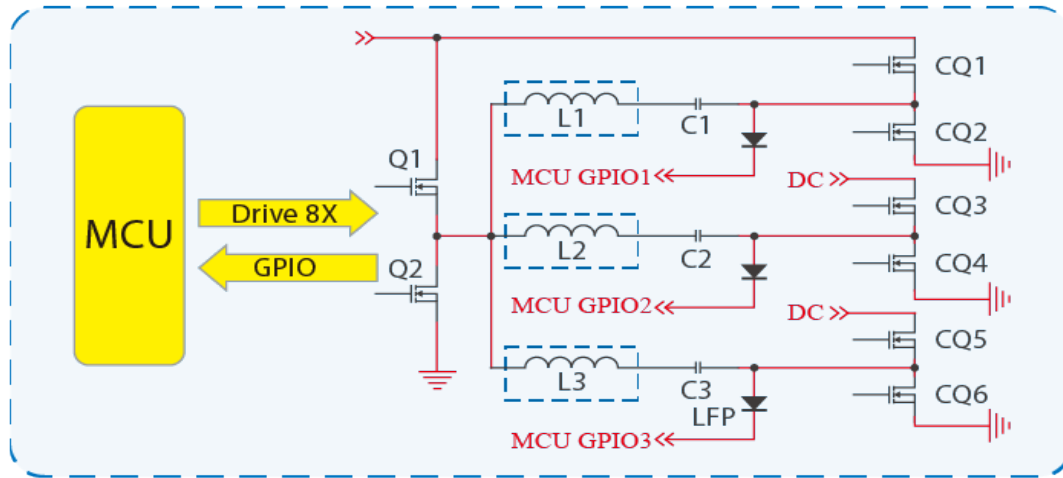 MCU
Drive 8X
GPIO
Q1
Q2
L1
C1
MCU GPIO1
CQ1
CQ2
DC
CQ3
L2
C2
MCU GPIO2
CQ4
DC
CQ5
L3
C3
LFP
MCU GPIO3
CQ6